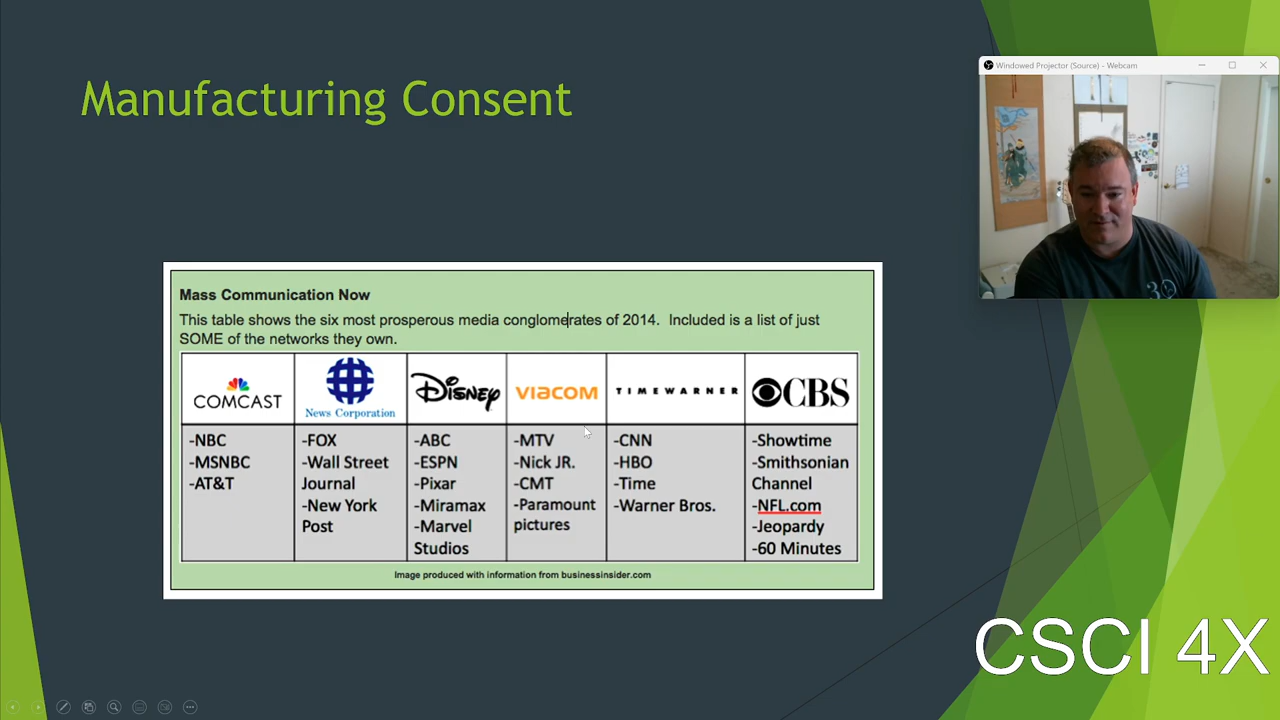 Manufacturing Consent
Windowed Projector (Source) - Webcam
Mass Communication Now
This table shows the six most prosperous media conglomerates of 2014. Included is a list of just
SOME of the networks they own.
COMCAST
News Corporation
Disney
VIACOM
TIMEWARNER
CBS
-NBC
-MSNBC
-AT&T
-FOX
-Wall Street
Journal
-New York
Post
-ABC
-ESPN
-Pixar
-Miramax
-Marvel
Studios
-MTV
-Nick JR.
-CMT
-Paramount
pictures
-CNN
-HBO
-Time
-Warner Bros.
-Showtime
-Smithsonian
Channel
-NFL.com
-Jeopardy
-60 Minutes
Image produced with information from businessinsider.com
CSCI 4X